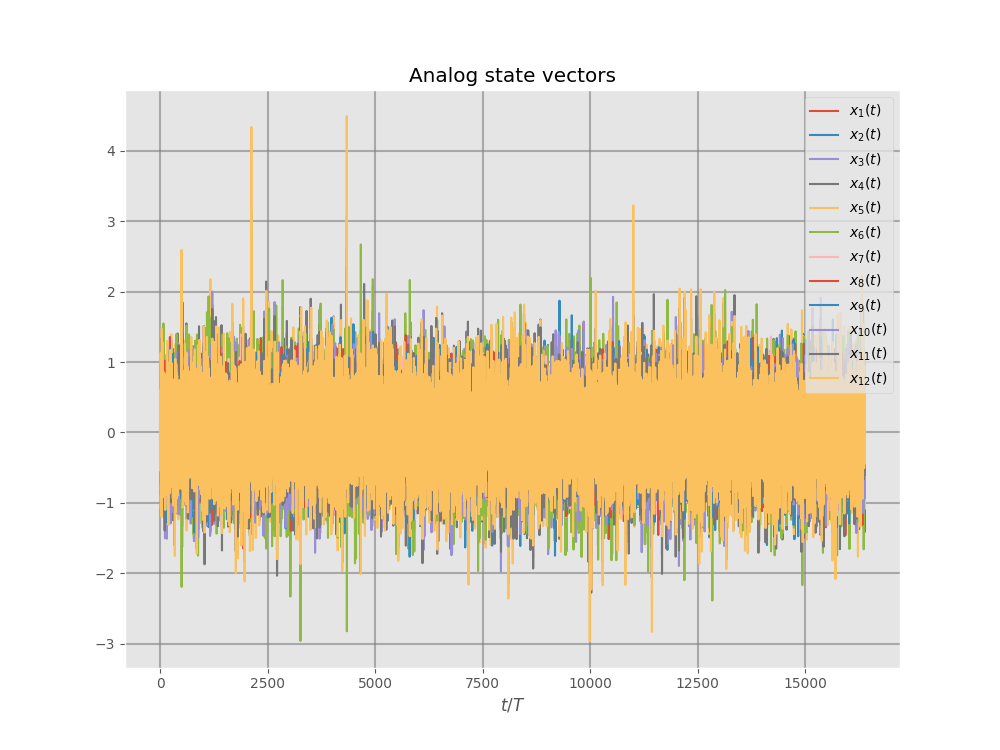 Analog state vectors
4
3
2
1
0
−1
−2
−3
x₁(t)
x₂(t)
x₃(t)
x₄(t)
x₅(t)
x₆(t)
x₇(t)
x₈(t)
x₉(t)
x₁₀(t)
x₁₁(t)
x₁₂(t)
0 2500 5000 7500 10000 12500 15000
t/T